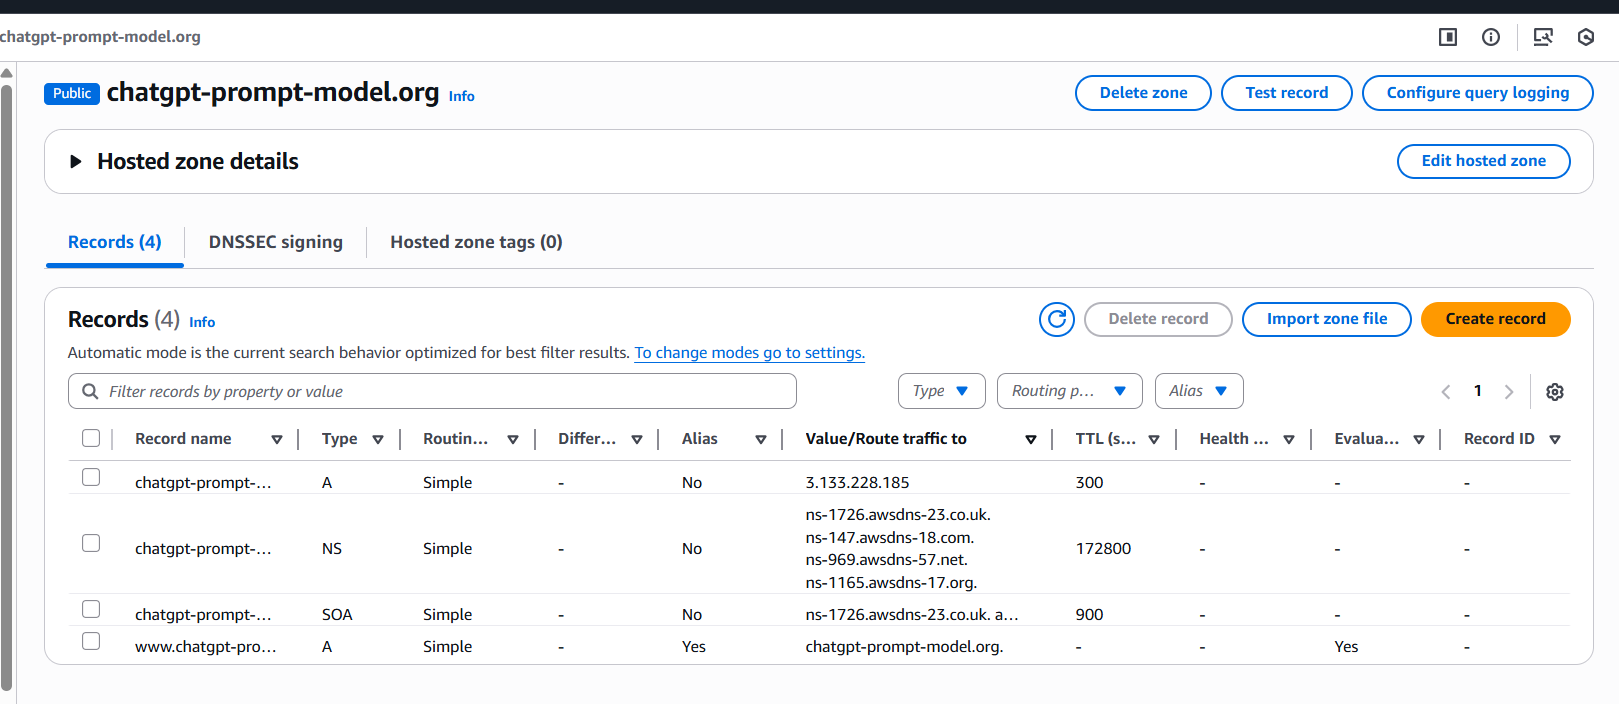 chatgpt-prompt-model.org
Public chatgpt-prompt-model.org Info Delete zone Test record Configure query logging
Hosted zone details Edit hosted zone
Records (4) DNSSEC signing Hosted zone tags (0)
Records (4) Info Delete record Import zone file Create record
Automatic mode is the current search behavior optimized for best filter results. To change modes go to settings.
Filter records by property or value Type Routing p... Alias 1
Record name Type Routin... Differ... Alias Value/Route traffic to TTL (s... Health ... Evalua... Record ID
chatgpt-prompt-... A Simple - No 3.133.228.185 300 - - -
ns-1726.awsdns-23.co.uk.
ns-147.awsdns-18.com.
chatgpt-prompt-... NS Simple - No 172800 - - -
ns-969.awsdns-57.net.
ns-1165.awsdns-17.org.
chatgpt-prompt-... SOA Simple - No ns-1726.awsdns-23.co.uk. a... 900 - - -
www.chatgpt-pro... A Simple - Yes chatgpt-prompt-model.org. - - Yes -